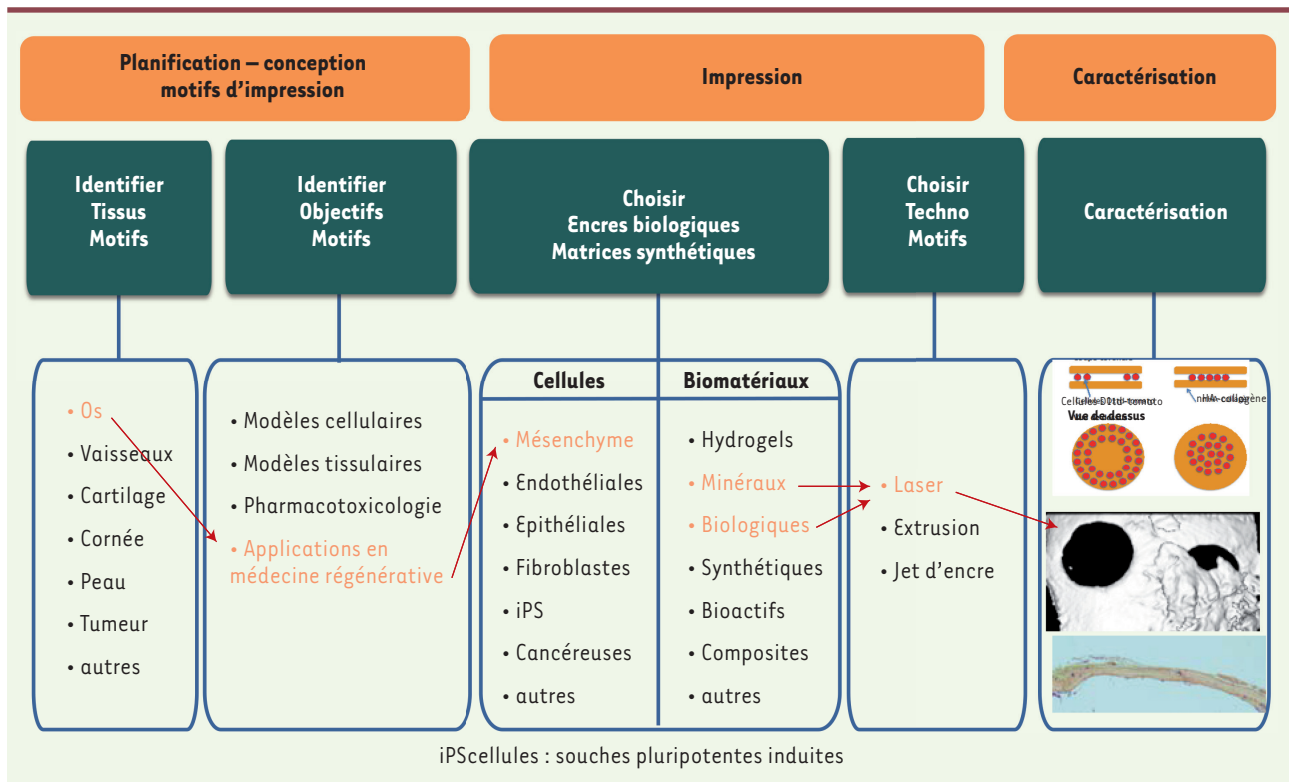 Planification – conception
motifs d'impression
Impression
Caractérisation
Identifier
Tissus
Motifs
Identifier
Objectifs
Motifs
Choisir
Encres biologiques
Matrices synthétiques
Choisir
Techno
Motifs
Caractérisation
• Os
• Vaisseaux
• Cartilage
• Cornée
• Peau
• Tumeur
• autres
• Modèles cellulaires
• Modèles tissulaires
• Pharmacotoxicologie
• Applications en
médecine régénérative
Cellules
• Mésenchyme
• Endothéliales
• Epithéliales
• Fibroblastes
• iPS
• Cancéreuses
• autres
Biomatériaux
• Hydrogels
• Minéraux
• Biologiques
• Synthétiques
• Bioactifs
• Composites
• autres
• Laser
• Extrusion
• Jet d'encre
Vue de dessus
iPScellules : souches pluripotentes induites